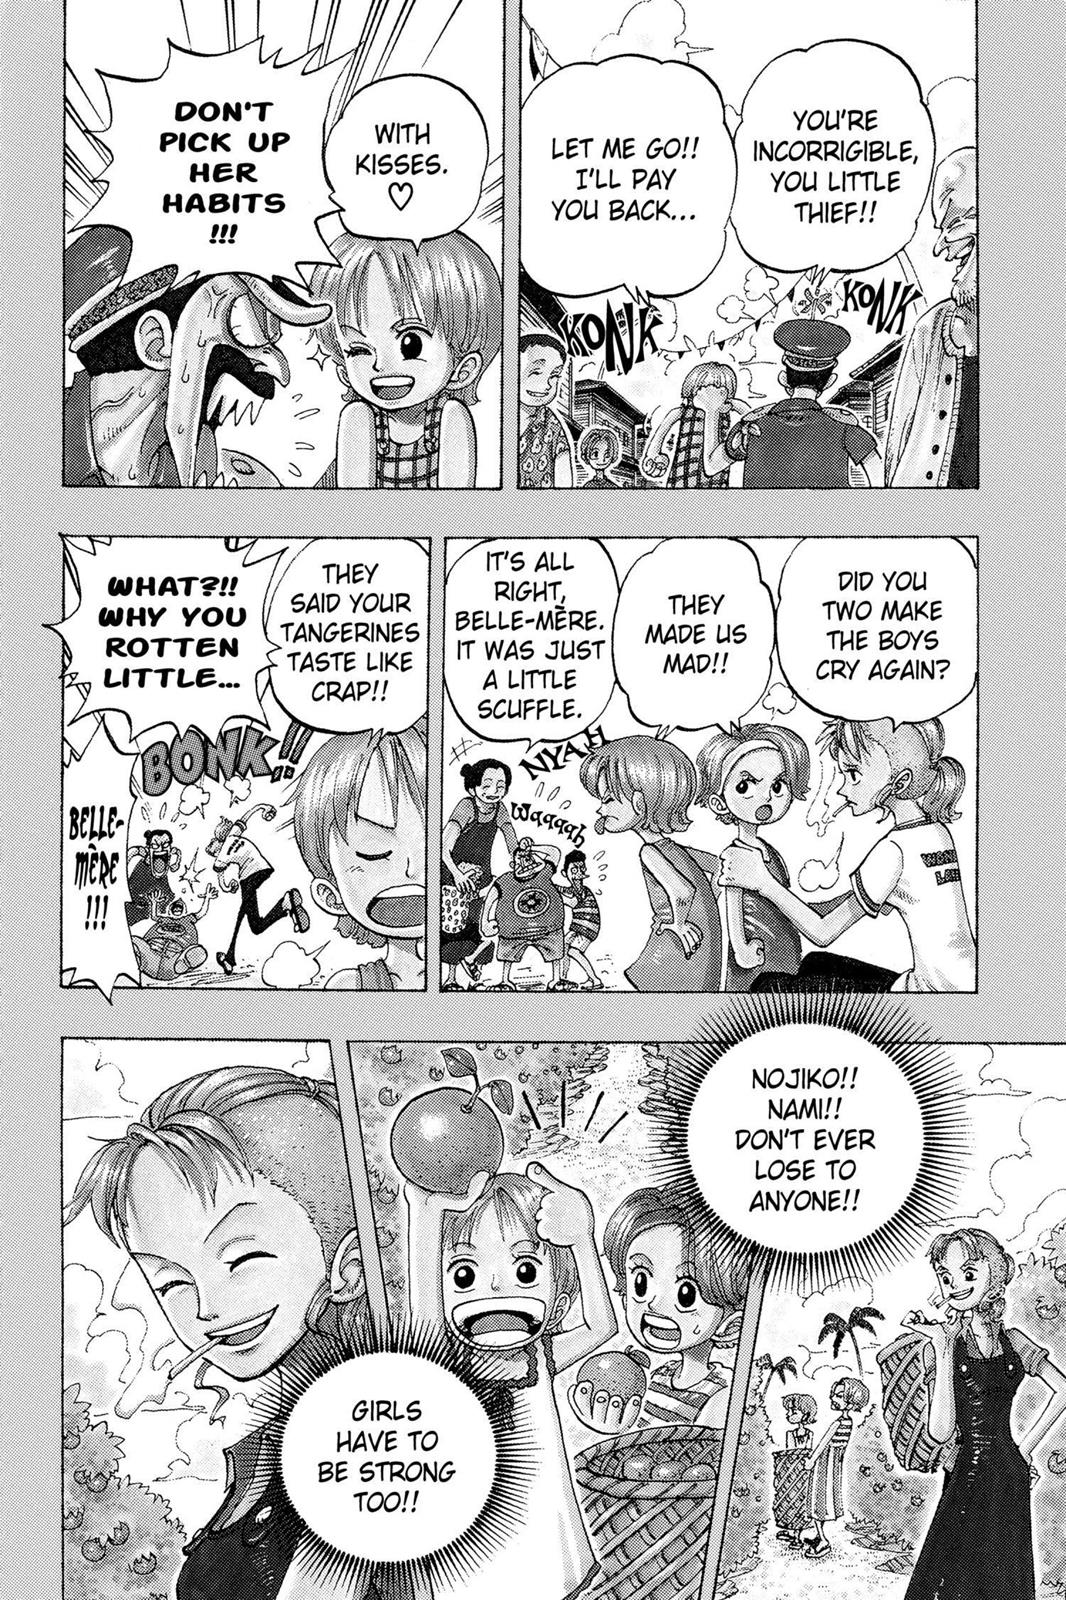 YOU'RE
INCORRIGIBLE,
YOU LITTLE
THIEF!!
LET ME GO!!
I'LL PAY
YOU BACK...
KONK
KONK
WITH
KISSES.
♡
DON'T
PICK UP
HER
HABITS
!!!
DID YOU
TWO MAKE
THE BOYS
CRY AGAIN?
THEY
MADE US
MAD!!
IT'S ALL
RIGHT,
BELLE-MÈRE.
IT WAS JUST
A LITTLE
SCUFFLE.
NYAH
Waaaah
THEY
SAID YOUR
TANGERINES
TASTE LIKE
CRAP!!
WHAT?!!
WHY YOU
ROTTEN
LITTLE...
BONK!!
BELLE-
MÈRE
!!!
NOJIKO!!
NAMI!!
DON'T EVER
LOSE TO
ANYONE!!
GIRLS
HAVE TO
BE STRONG
TOO!!